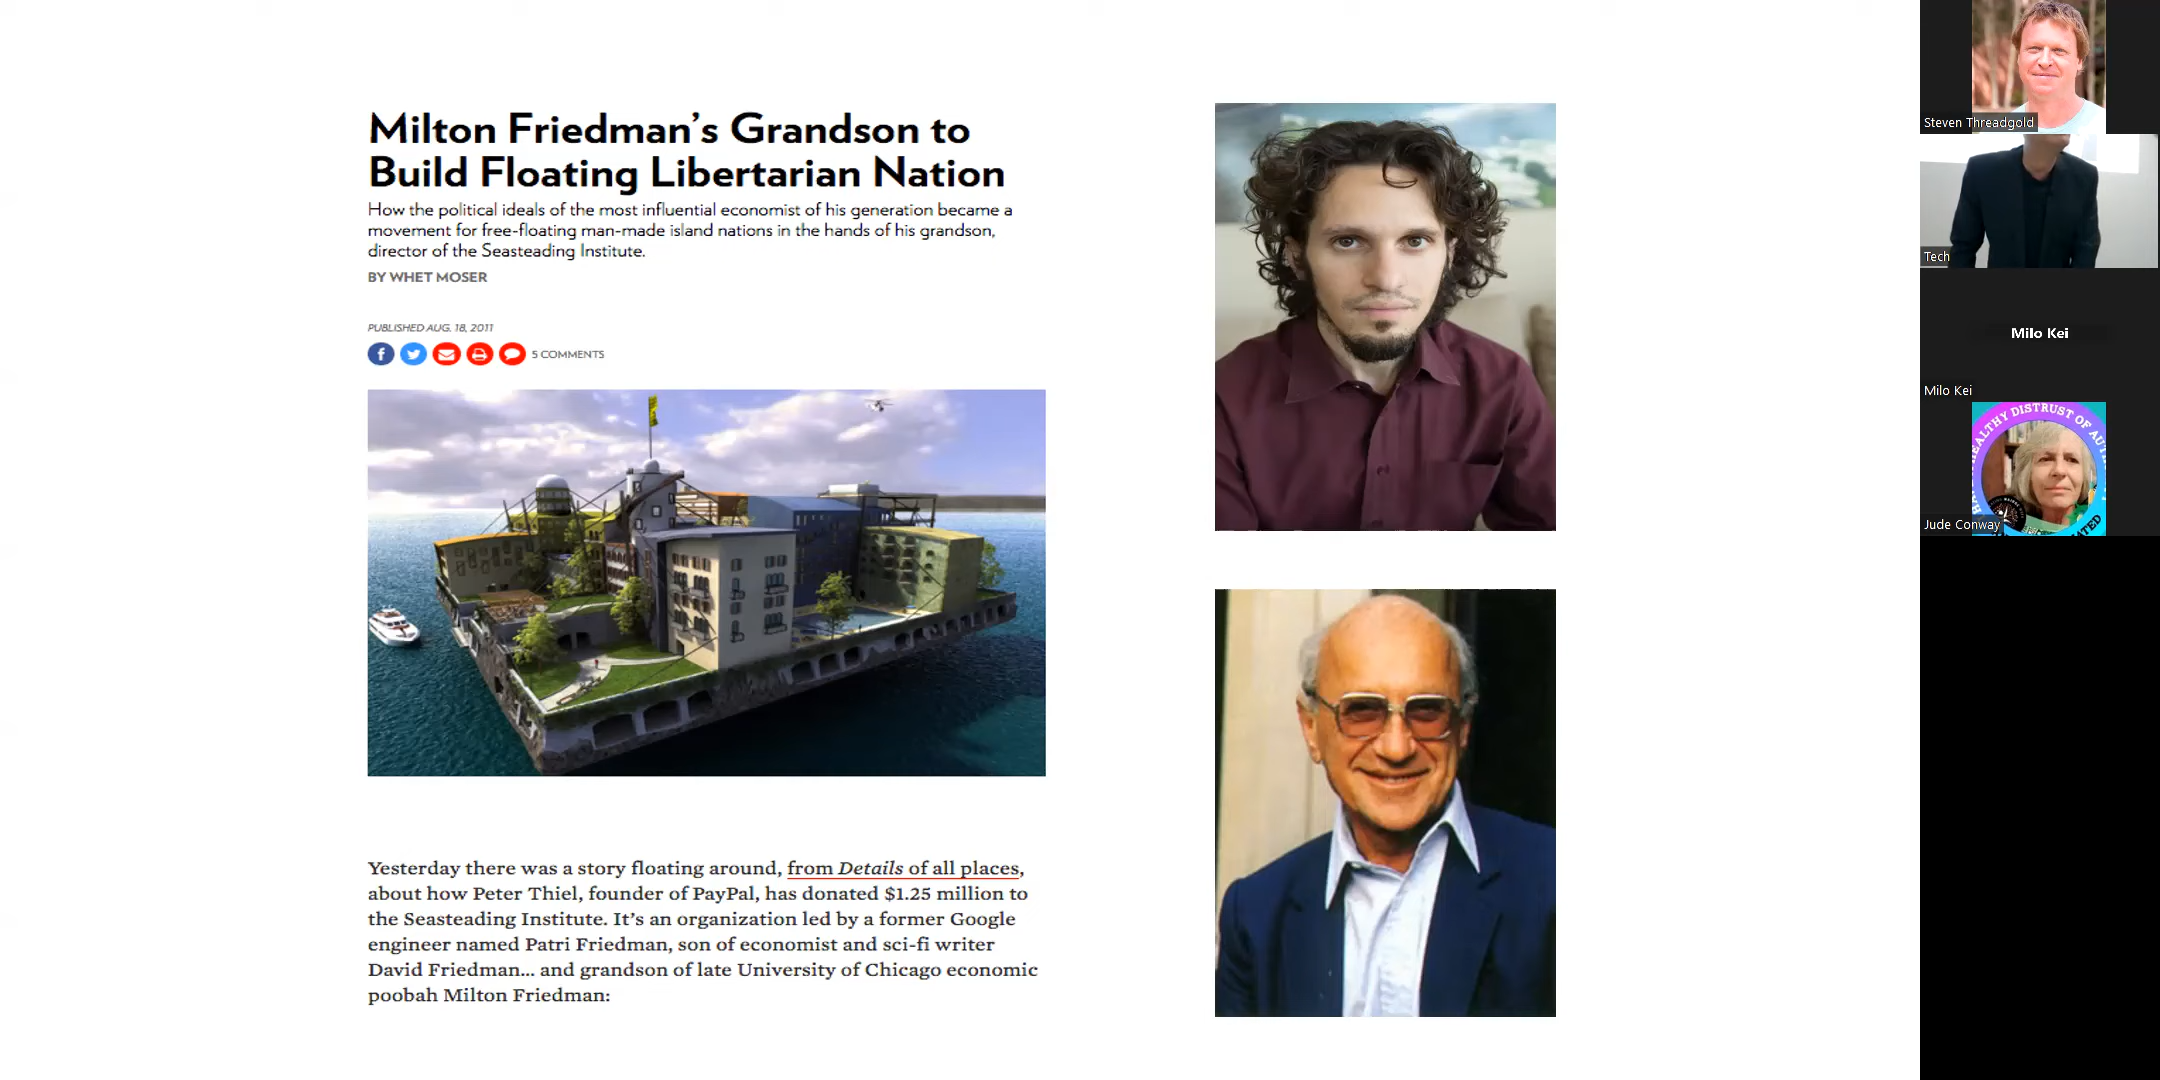 Milton Friedman's Grandson to
Build Floating Libertarian Nation
How the political ideals of the most influential economist of his generation became a
movement for free-floating man-made island nations in the hands of his grandson,
director of the Seasteading Institute.
BY WHET MOSER
PUBLISHED AUG. 18, 2011
5 COMMENTS
Yesterday there was a story floating around, from Details of all places,
about how Peter Thiel, founder of PayPal, has donated $1.25 million to
the Seasteading Institute. It's an organization led by a former Google
engineer named Patri Friedman, son of economist and sci-fi writer
David Friedman... and grandson of late University of Chicago economic
poobah Milton Friedman:
Steven Threadgold
Tech
Milo Kei
Milo Kei
HEALTHY DISTRUST OF
Jude Conway